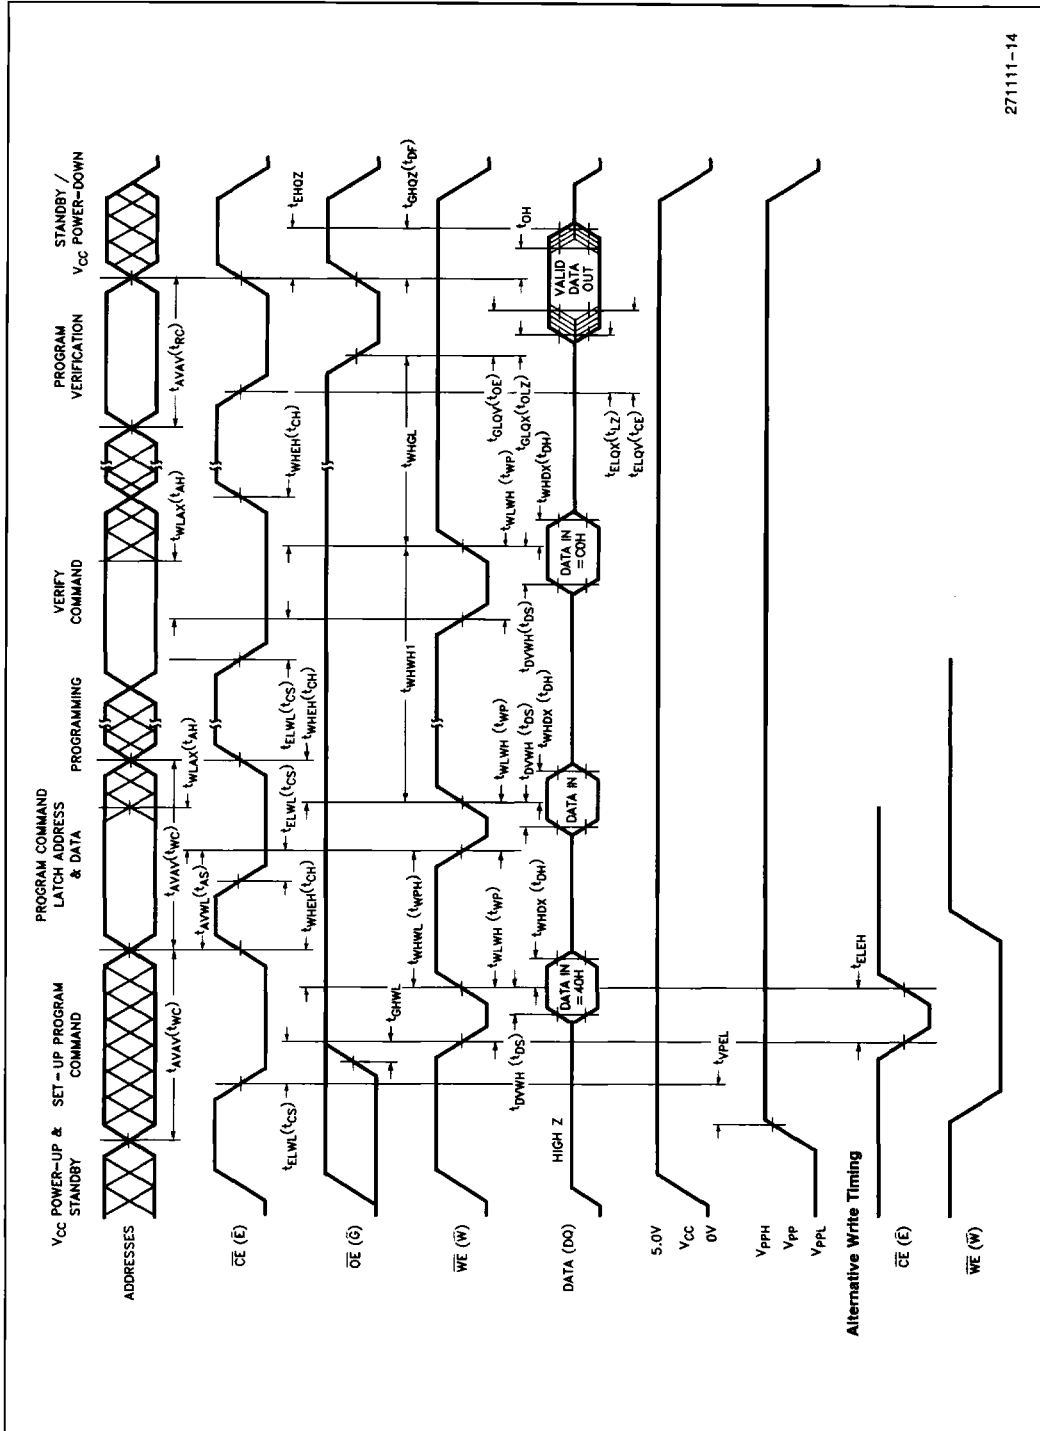 V_CC POWER-UP & STANDBY
SET-UP PROGRAM COMMAND
PROGRAM COMMAND LATCH ADDRESS & DATA
PROGRAMMING
VERIFY COMMAND
PROGRAM VERIFICATION
STANDBY / V_CC POWER-DOWN
ADDRESSES
t_AVAV(t_WC)
t_AVAV(t_WC)
t_AVWL(t_AS)
t_WLAX(t_AH)
t_WLAX(t_AH)
t_AVAV(t_RC)
C̅E̅ (E̅)
t_ELWL(t_CS)
t_WHEH(t_CH)
t_ELWL(t_CS)
t_WHEH(t_CH)
t_ELWL(t_CS)
t_WHEH(t_CH)
t_EHQZ
O̅E̅ (G̅)
t_GHWL
t_WHWL (t_WPH)
t_WHWH1
t_WHGL
t_GHQZ(t_DF)
W̅E̅ (W̅)
t_DVWH(t_DS)
t_WLWH (t_WP)
t_WHDX (t_DH)
t_WLWH (t_WP)
t_DVWH (t_DS)
t_WHDX (t_DH)
t_DVWH(t_DS)
t_WLWH (t_WP)
t_WHDX(t_DH)
t_GLQV(t_OE)
t_GLQX(t_OLZ)
t_OH
DATA (DQ)
HIGH Z
DATA IN = 40H
DATA IN
DATA IN = C0H
VALID DATA OUT
t_ELQX(t_LZ)
t_ELQV(t_CE)
5.0V
V_CC
0V
t_VPEL
V_PPH
V_PP
V_PPL
Alternative Write Timing
C̅E̅ (E̅)
t_ELEH
W̅E̅ (W̅)
271111-14